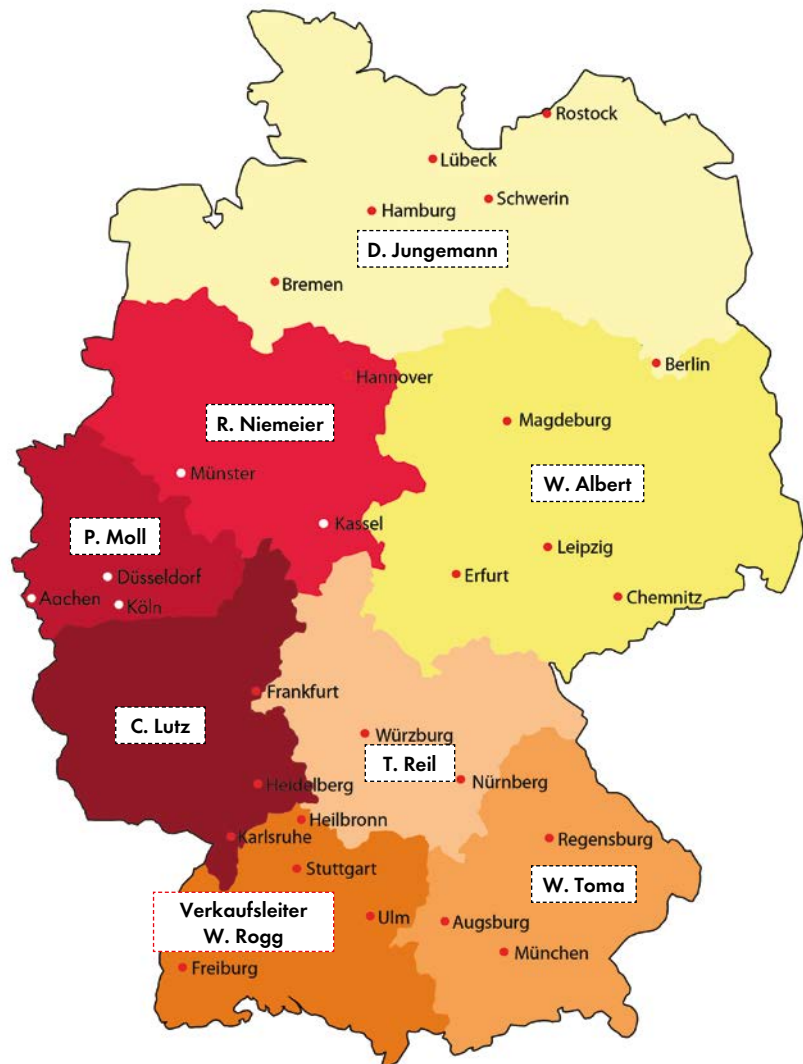 Rostock
Lübeck
Schwerin
Hamburg
D. Jungemann
Bremen
Berlin
Hannover
R. Niemeier
Magdeburg
Münster
W. Albert
Kassel
P. Moll
Leipzig
Düsseldorf
Erfurt
Aachen
Köln
Chemnitz
Frankfurt
C. Lutz
Würzburg
T. Reil
Nürnberg
Heidelberg
Heilbronn
Karlsruhe
Regensburg
Stuttgart
W. Toma
Verkaufsleiter
W. Rogg
Ulm
Augsburg
München
Freiburg